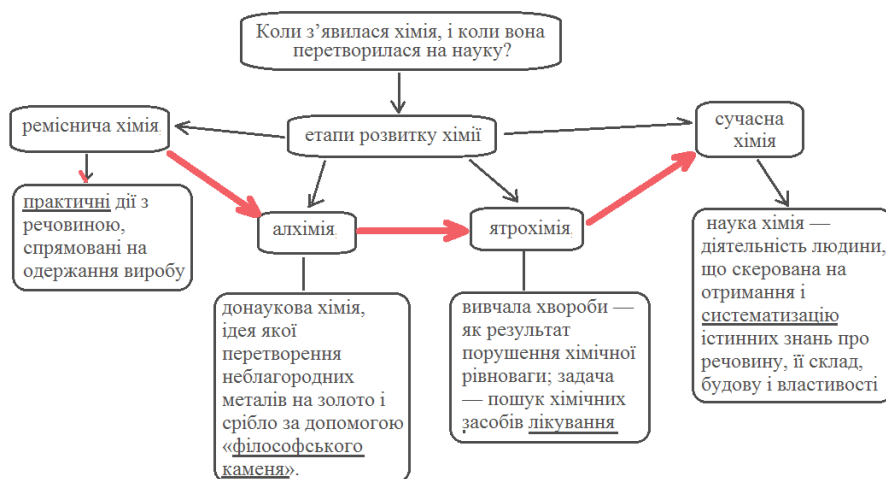 Коли з’явилася хімія, і коли вона
перетворилася на науку?
реміснича хімія
етапи розвитку хімії
сучасна
хімія
практичні дії з
речовиною,
спрямовані на
одержання виробу
алхімія
ятрохімія
наука хімія —
діяльність людини,
що скерована на
отримання і
систематизацію
істинних знань про
речовину, її склад,
будову і властивості
донаукова хімія,
ідея якої
перетворення
неблагородних
металів на золото і
срібло за допомогою
«філософського
каменя».
вивчала хвороби —
як результат
порушення хімічної
рівноваги; задача
— пошук хімічних
засобів лікування